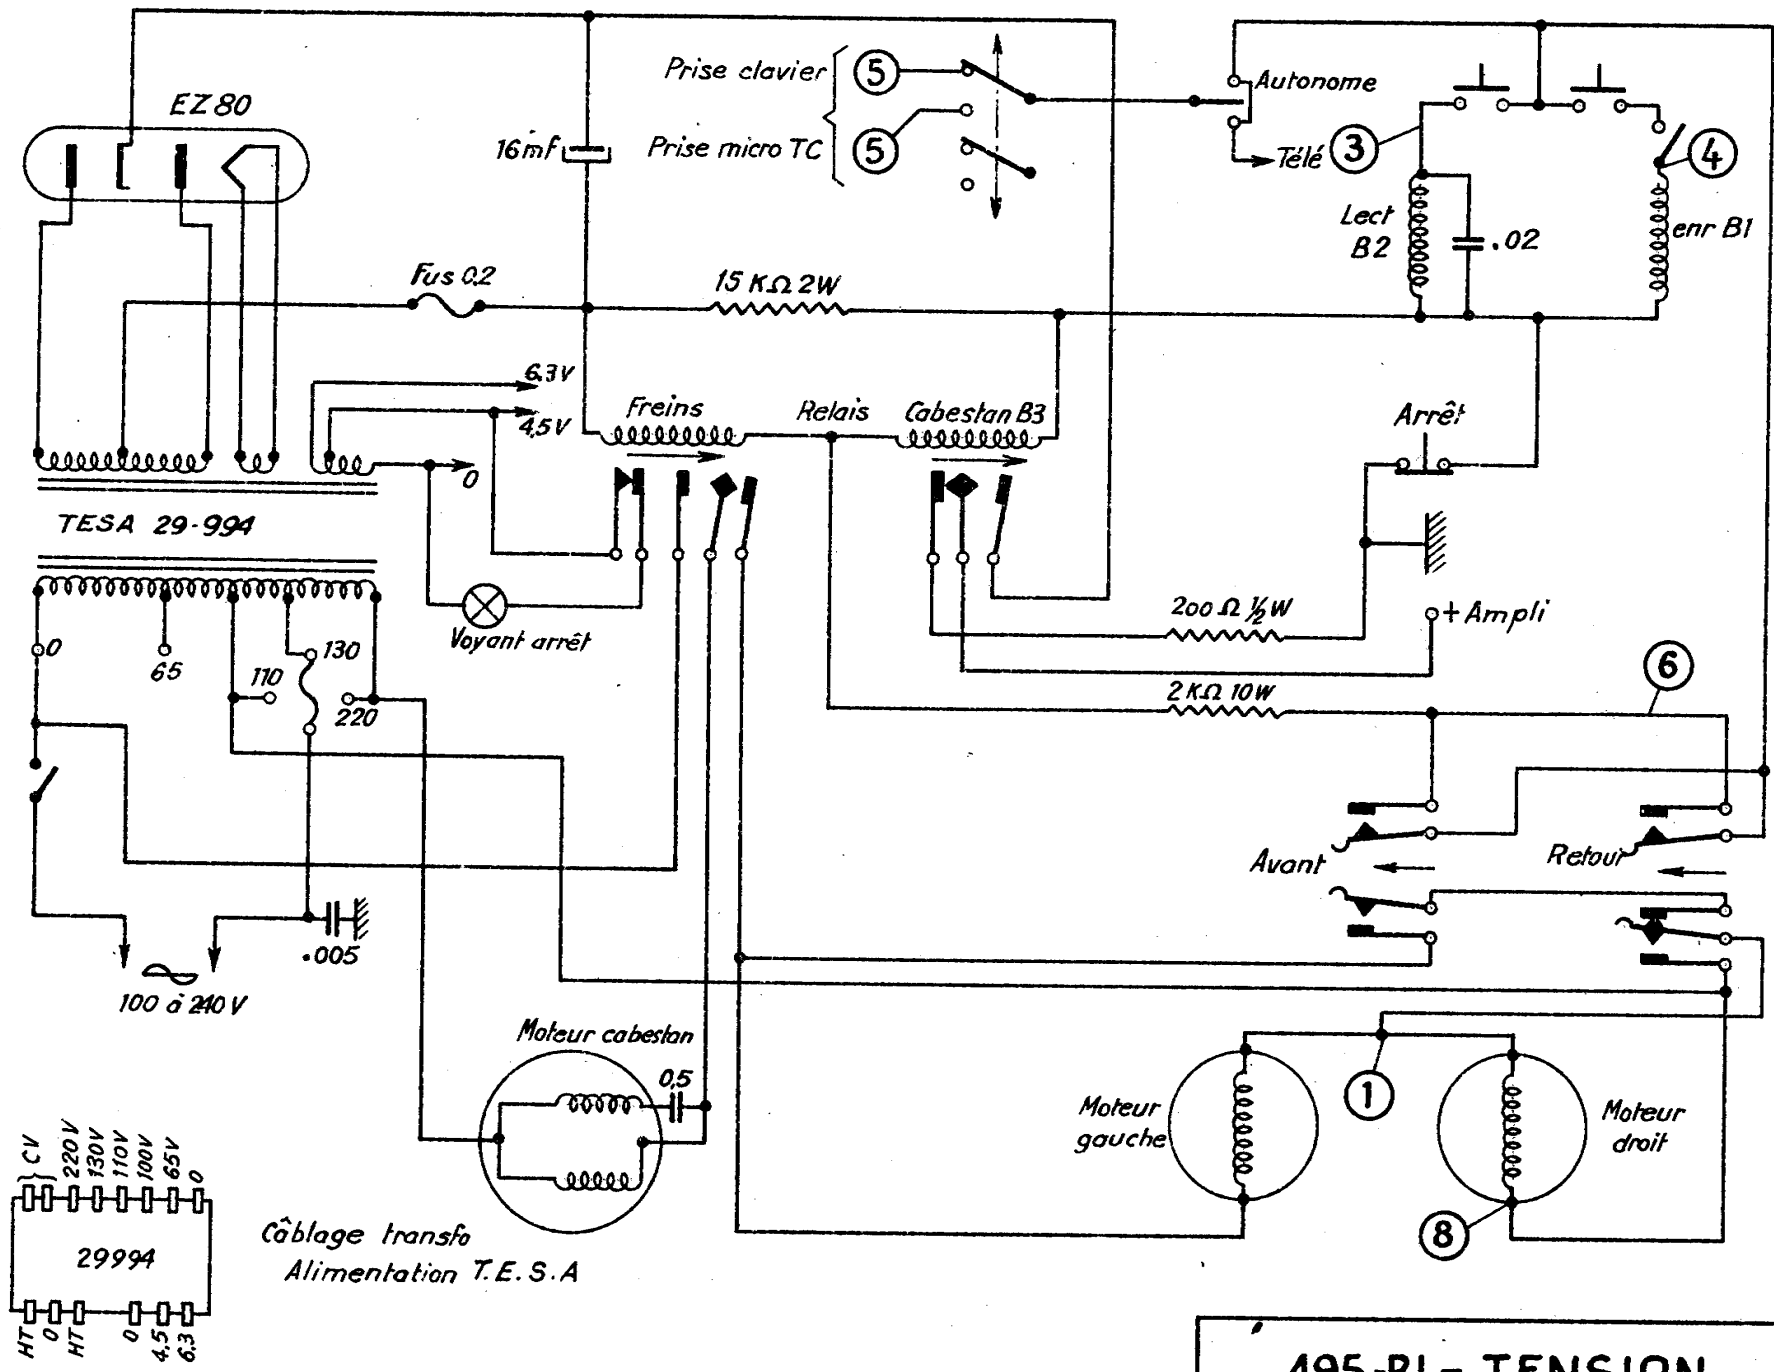 EZ 80
Prise clavier
5
Prise micro TC
5
Autonome
Télé
3
4
16mf
Lect
B2
.02
enr B1
Fus 0.2
15 KΩ 2W
6.3V
4,5V
0
Freins
Relais
Cabestan B3
Arrêt
TESA 29-994
Voyant arrêt
200 Ω ½ W
+ Ampli
0
65
110
130
220
2 KΩ 10W
6
Avant
Retour
.005
100 à 240 V
Moteur cabestan
0,5
Moteur
gauche
1
Moteur
droit
8
CV
220V
130V
110V
100V
65V
0
29994
HT
0
HT
0
4.5
6.3
Câblage transfo
Alimentation T.E.S.A